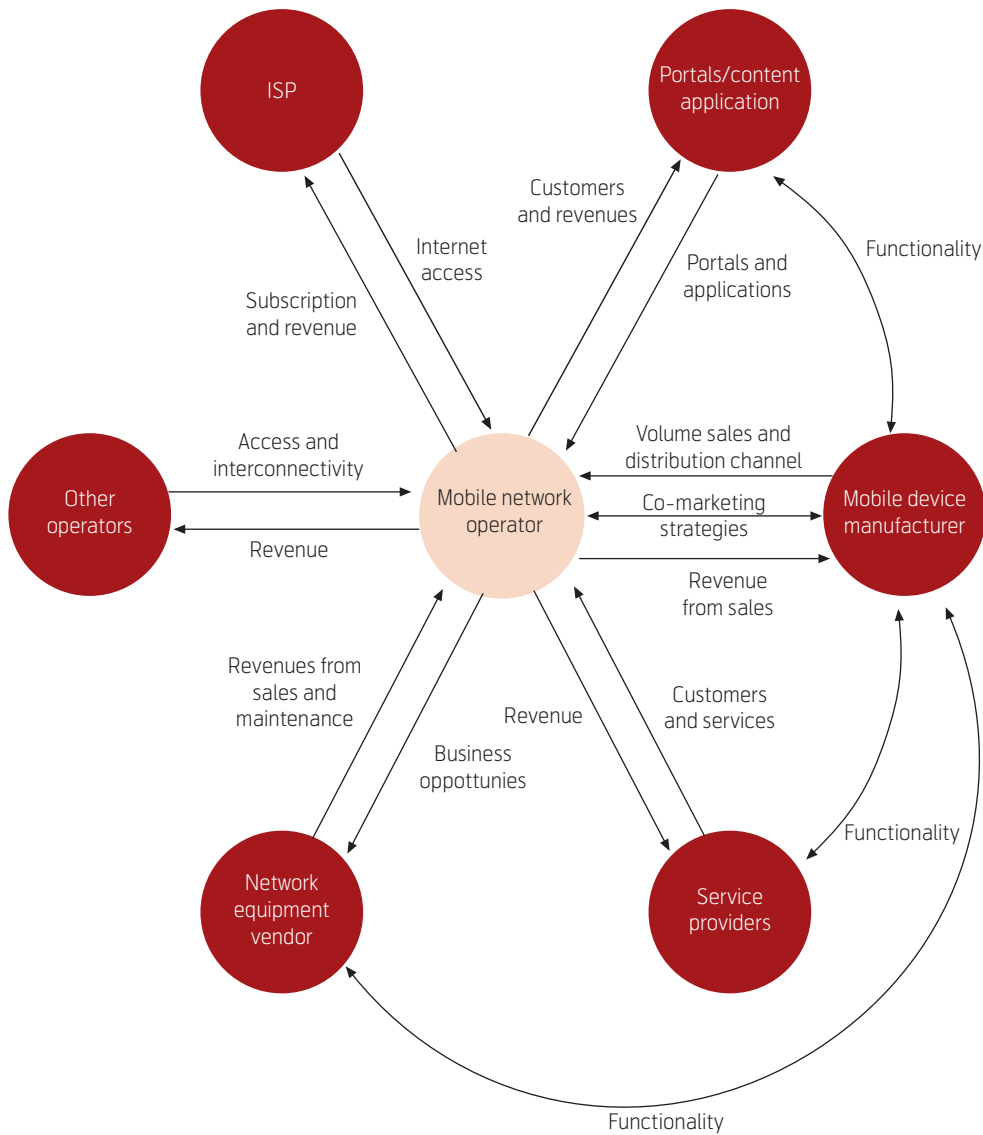 ISP
Portals/content
application
Customers
and revenues
Internet
access
Functionality
Portals and
applications
Subscription
and revenue
Access and
interconnectivity
Volume sales and
distribution channel
Other
operators
Mobile network
operator
Co-marketing
strategies
Mobile device
manufacturer
Revenue
Revenue
from sales
Revenues from
sales and
maintenance
Revenue
Customers
and services
Business
oppottunies
Functionality
Network
equipment
vendor
Service
providers
Functionality